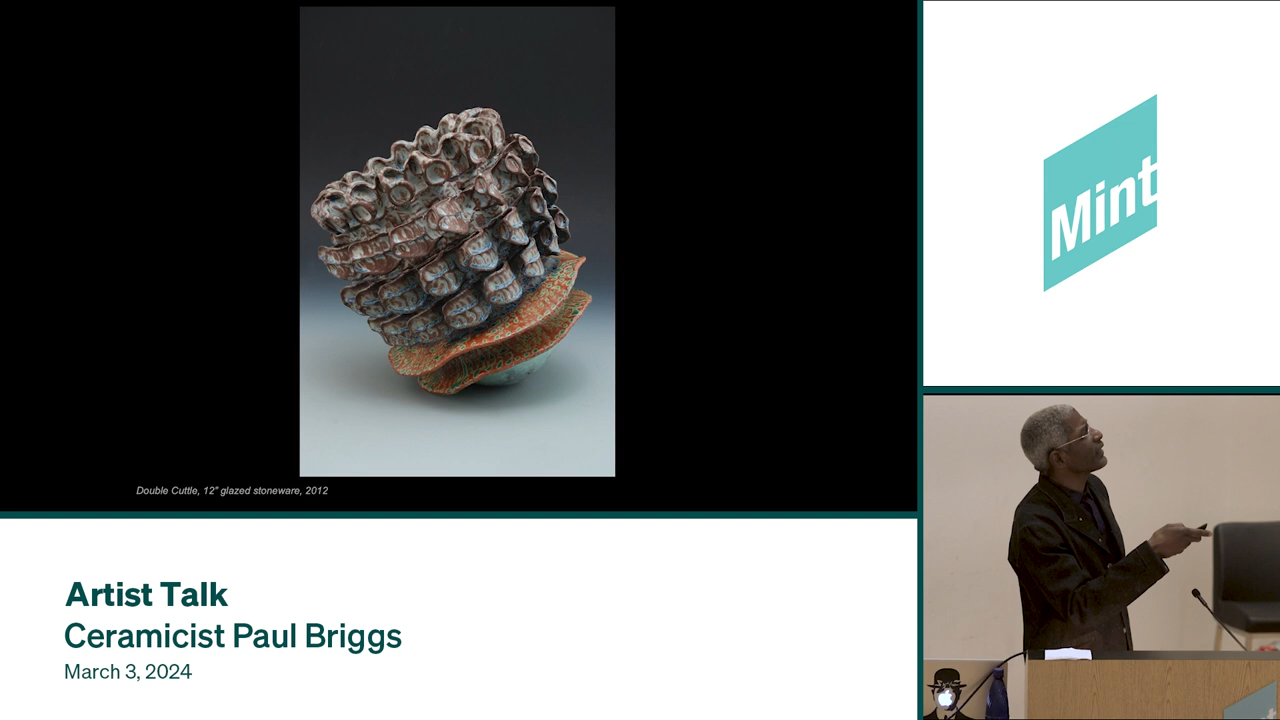 Mint
Double Cuttle, 12" glazed stoneware, 2012
Artist Talk
Ceramicist Paul Briggs
March 3, 2024